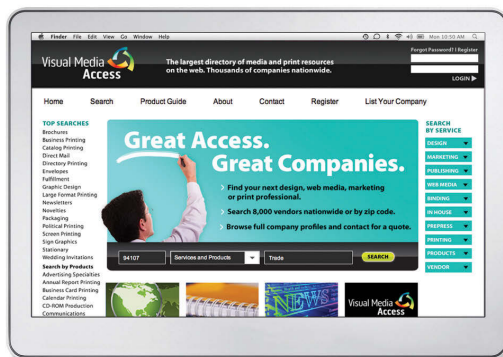 Finder File Edit View Go Window Help
Mon 10:50 AM
Forgot Password? I Register
Visual Media
Access
The largest directory of media and print resources
on the web. Thousands of companies nationwide.
LOGIN
Home Search Product Guide About Contact Register List Your Company
TOP SEARCHES
Brochures
Business Printing
Catalog Printing
Direct Mail
Directory Printing
Envelopes
Fulfillment
Graphic Design
Large Format Printing
Newsletters
Novelties
Packaging
Political Printing
Screen Printing
Sign Graphics
Stationary
Wedding Invitations
Search by Products
Advertising Specialties
Annual Report Printing
Business Card Printing
Calendar Printing
CD-ROM Production
Communications
Great Access.
Great Companies.
› Find your next design, web media, marketing
or print professional.
› Search 8,000 vendors nationwide or by zip code.
› Browse full company profiles and contact for a quote.
94107 Services and Products Trade SEARCH
SEARCH
BY SERVICE
DESIGN
MARKETING
PUBLISHING
WEB MEDIA
BINDING
IN HOUSE
PREPRESS
PRINTING
PRODUCTS
VENDOR
NEWS
Visual Media
Access